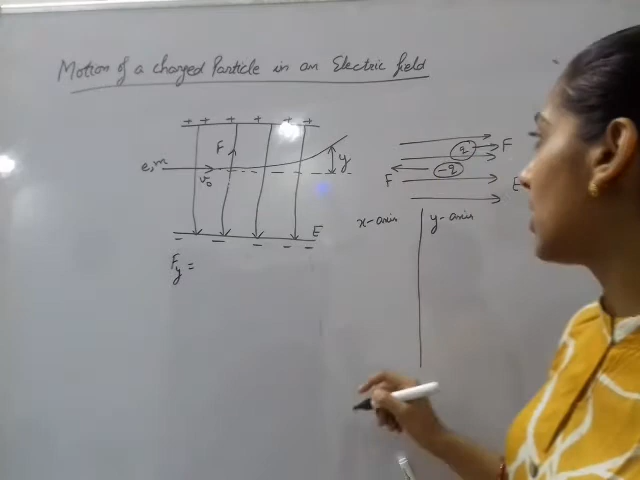 Motion of a charged Particle in an Electric field
+ + + + +
F
e, m
v₀
y
E
- - - - -
q
F
-q
F
E
x-axis
y-axis
F_y =